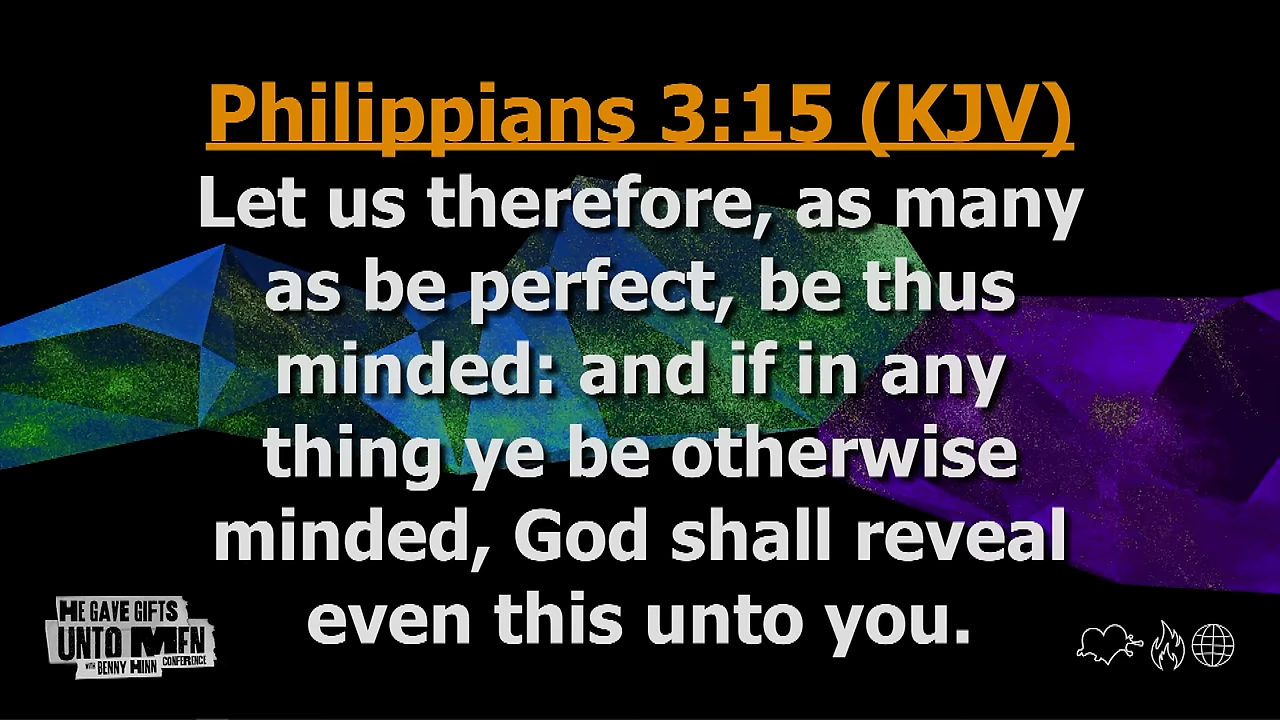 Philippians 3:15 (KJV)
Let us therefore, as many
as be perfect, be thus
minded: and if in any
thing ye be otherwise
minded, God shall reveal
even this unto you.
HE GAVE GIFTS
UNTO MEN
WITH BENNY HINN CONFERENCE